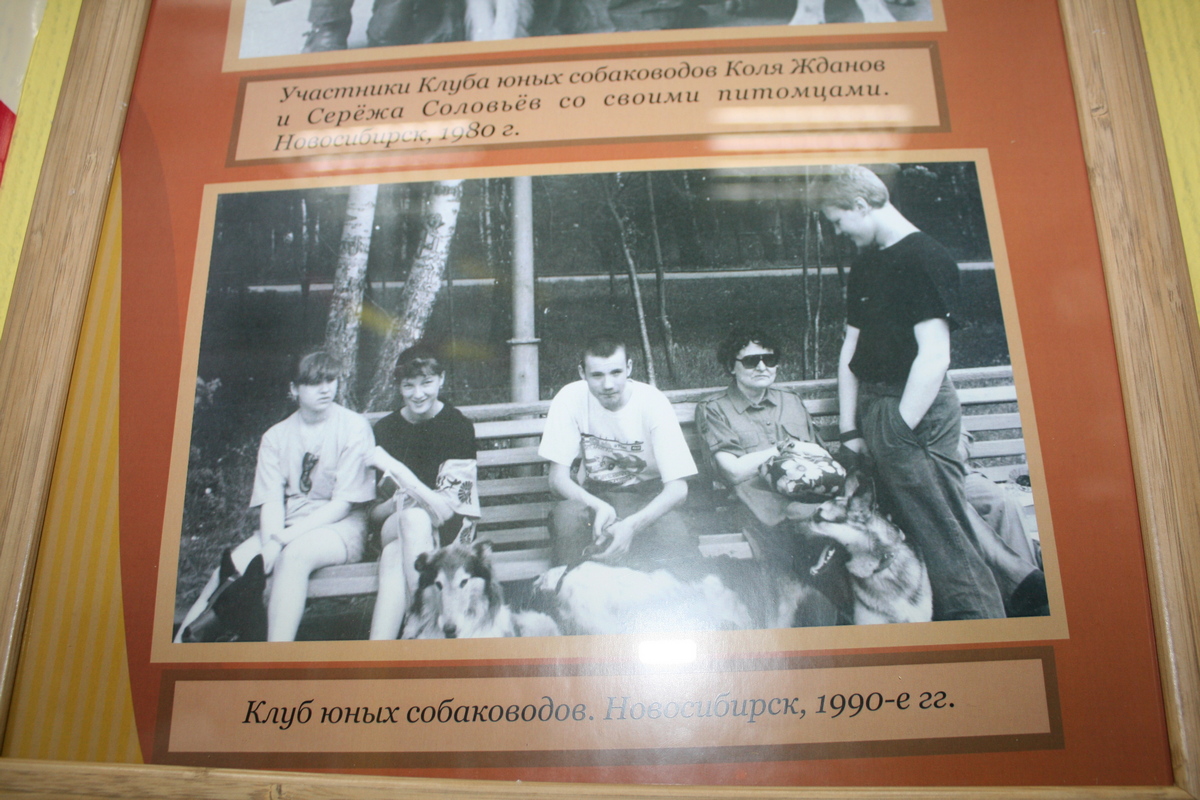 Участники Клуба юных собаководов Коля Жданов
и Серёжа Соловьёв со своими питомцами.
Новосибирск, 1980 г.
Клуб юных собаководов. Новосибирск, 1990-е гг.